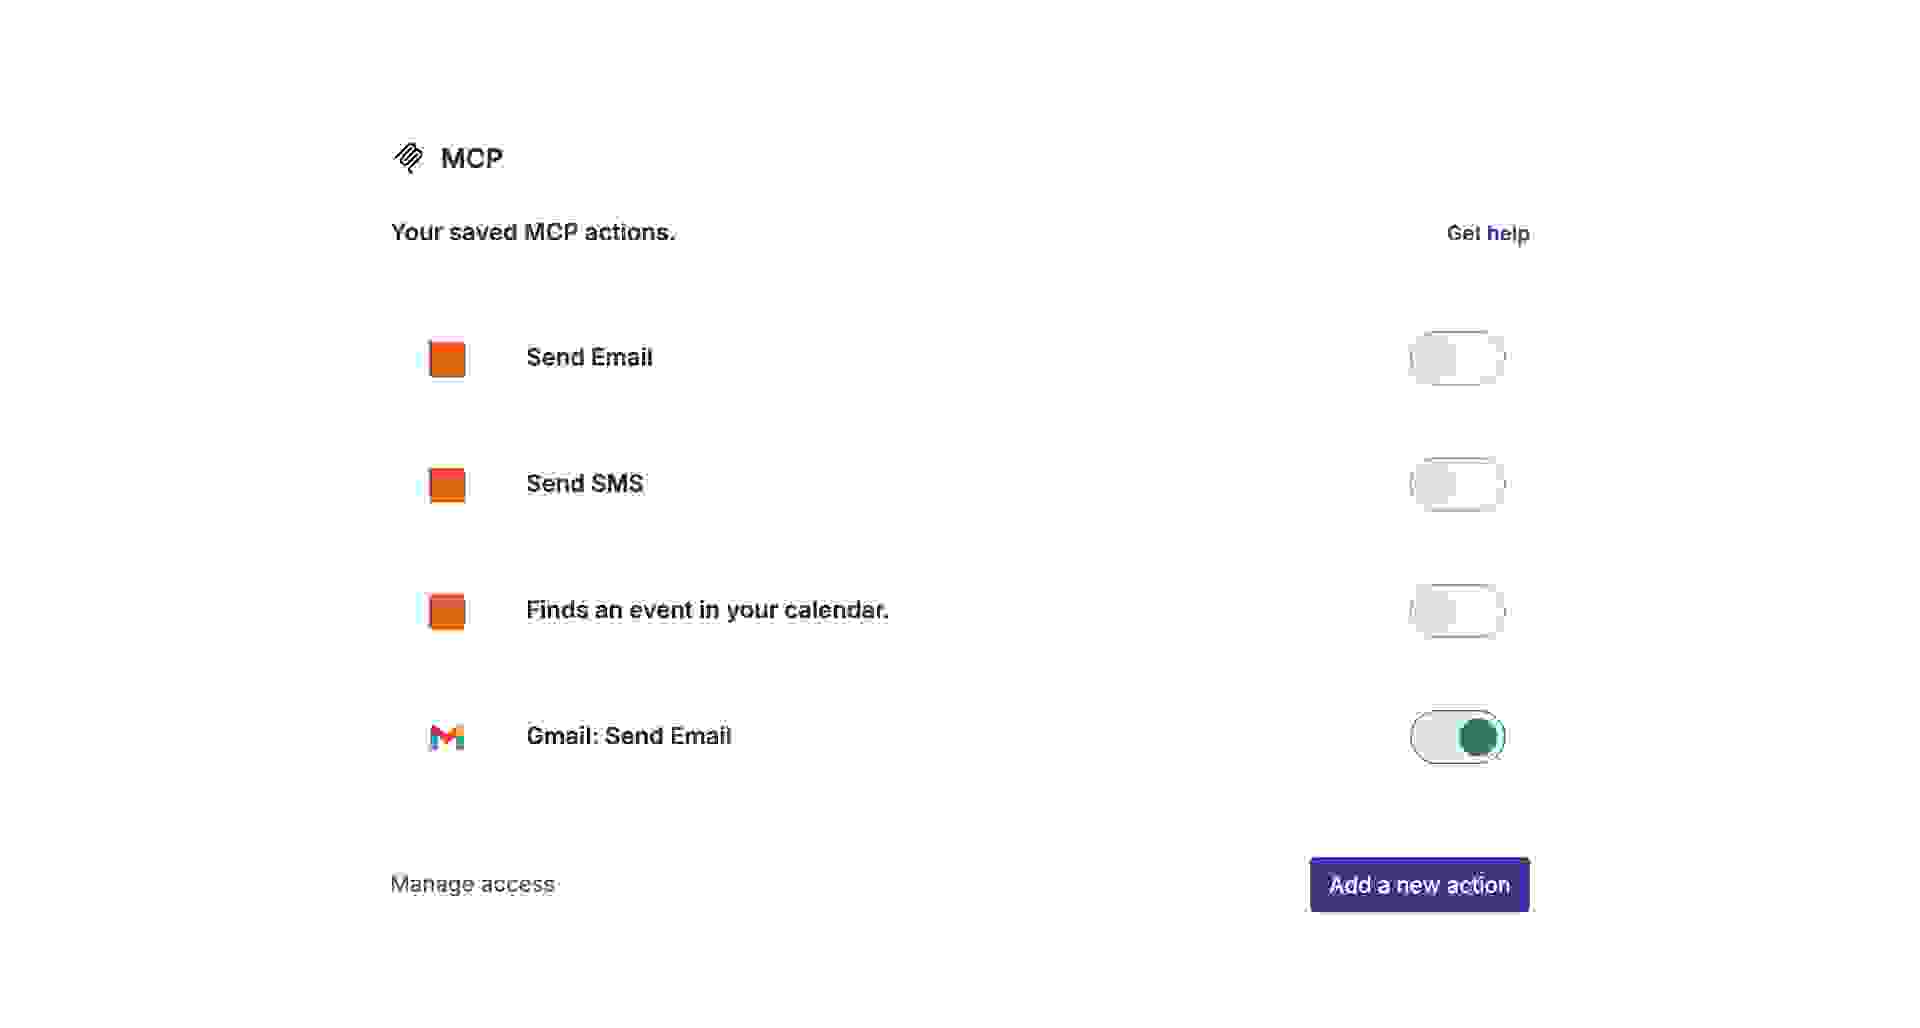 MCP
Your saved MCP actions.
Get help
Send Email
Send SMS
Finds an event in your calendar.
Gmail: Send Email
Manage access
Add a new action